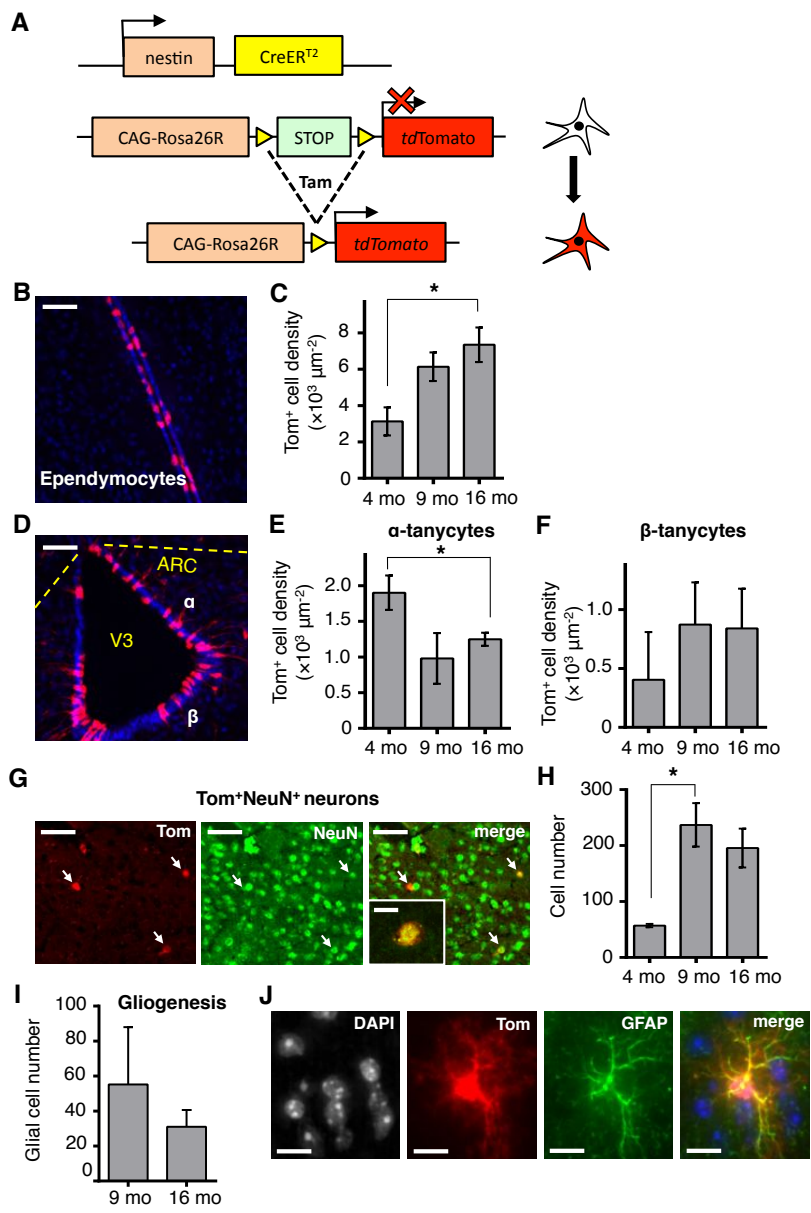 A
nestin
CreERT2
CAG-Rosa26R
STOP
tdTomato
Tam
CAG-Rosa26R
tdTomato
B
Ependymocytes
C
Tom+ cell density
(×10³ µm-2)
8
6
4
2
0
*
4 mo
9 mo
16 mo
D
ARC
α
V3
β
E
α-tanycytes
Tom+ cell density
(×10³ µm-2)
2.0
1.5
1.0
0.5
0
*
4 mo
9 mo
16 mo
F
β-tanycytes
Tom+ cell density
(×10³ µm-2)
1.0
0.5
0
4 mo
9 mo
16 mo
G
Tom+NeuN+ neurons
Tom
NeuN
merge
H
Cell number
300
200
100
0
*
4 mo
9 mo
16 mo
I
Gliogenesis
Glial cell number
100
80
60
40
20
0
9 mo
16 mo
J
DAPI
Tom
GFAP
merge